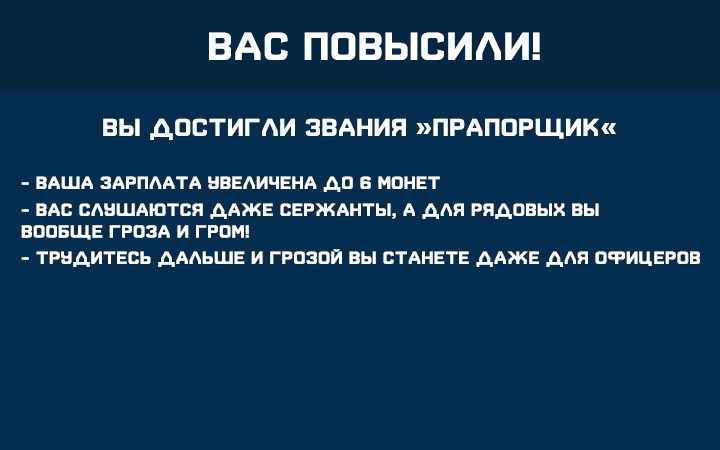 ВАС ПОВЫСИЛИ!
ВЫ ДОСТИГЛИ ЗВАНИЯ »ПРАПОРЩИК«
- ВАША ЗАРПЛАТА УВЕЛИЧЕНА ДО 6 МОНЕТ
- ВАС СЛУШАЮТСЯ ДАЖЕ СЕРЖАНТЫ, А ДЛЯ РЯДОВЫХ ВЫ
ВООБЩЕ ГРОЗА И ГРОМ!
- ТРУДИТЕСЬ ДАЛЬШЕ И ГРОЗОЙ ВЫ СТАНЕТЕ ДАЖЕ ДЛЯ ОФИЦЕРОВ